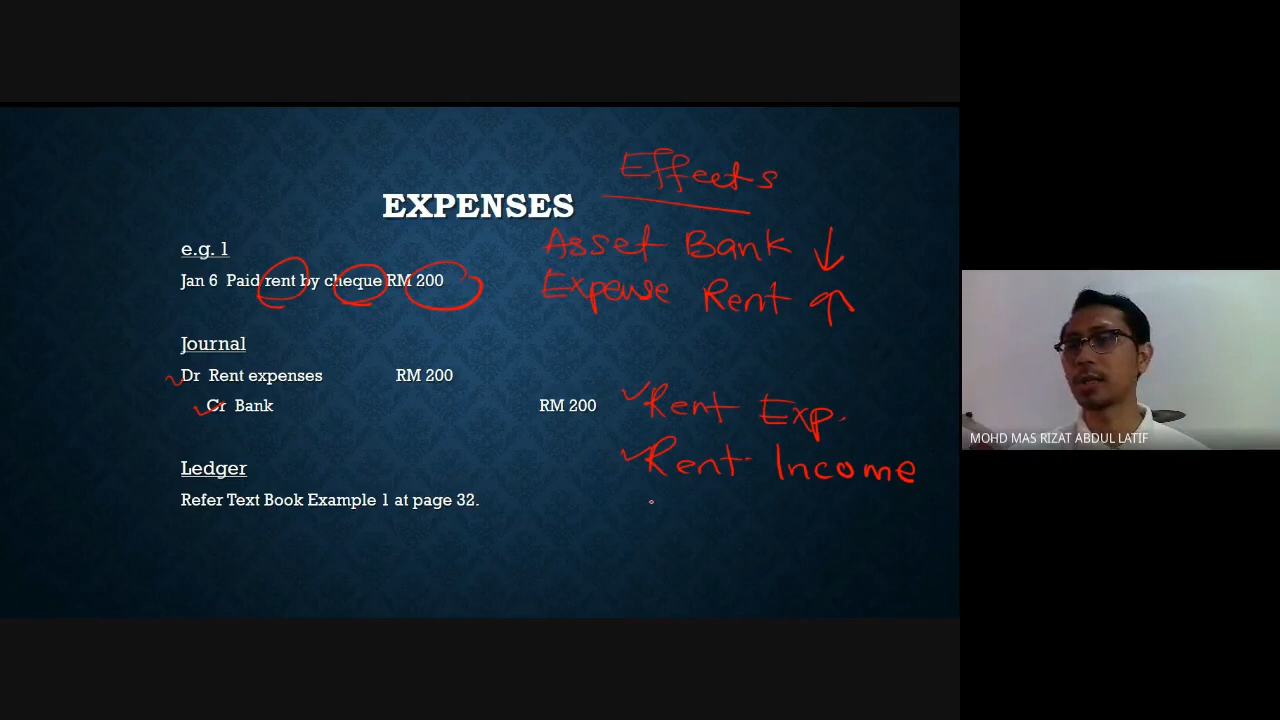 Effects
EXPENSES
e.g. 1
Asset Bank ↓
Jan 6 Paid rent by cheque RM 200
Expense Rent ↑
Journal
Dr Rent expenses RM 200
Cr Bank RM 200
✓Rent Exp.
✓Rent Income
Ledger
Refer Text Book Example 1 at page 32.
MOHD MAS RIZAT ABDUL LATIF